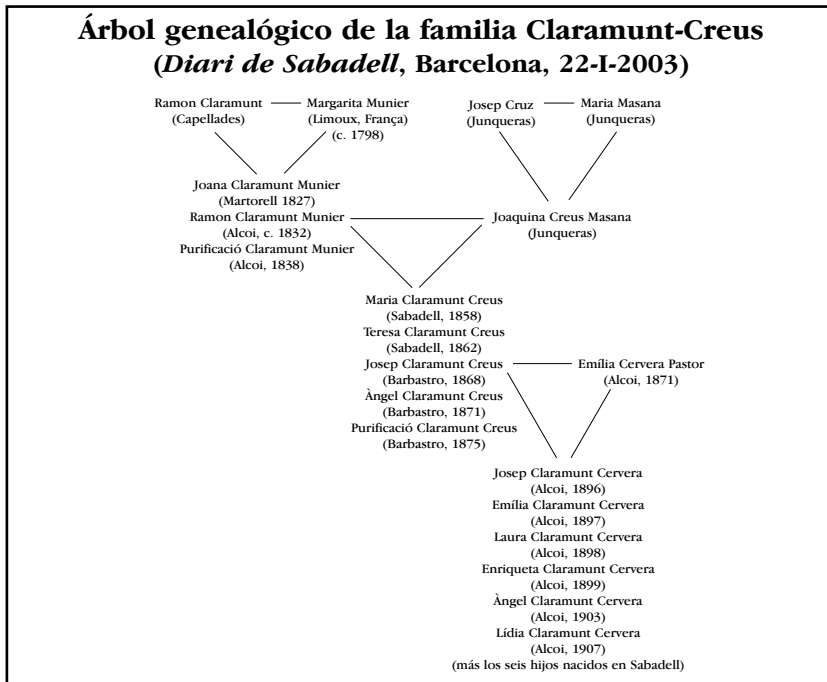 Árbol genealógico de la familia Claramunt-Creus
(Diari de Sabadell, Barcelona, 22-I-2003)
Ramon Claramunt
(Capellades)
Margarita Munier
(Limoux, França)
(c. 1798)
Josep Cruz
(Junqueras)
Maria Masana
(Junqueras)
Joana Claramunt Munier
(Martorell 1827)
Ramon Claramunt Munier
(Alcoi, c. 1832)
Purificació Claramunt Munier
(Alcoi, 1838)
Joaquina Creus Masana
(Junqueras)
Maria Claramunt Creus
(Sabadell, 1858)
Teresa Claramunt Creus
(Sabadell, 1862)
Josep Claramunt Creus
(Barbastro, 1868)
Àngel Claramunt Creus
(Barbastro, 1871)
Purificació Claramunt Creus
(Barbastro, 1875)
Emília Cervera Pastor
(Alcoi, 1871)
Josep Claramunt Cervera
(Alcoi, 1896)
Emília Claramunt Cervera
(Alcoi, 1897)
Laura Claramunt Cervera
(Alcoi, 1898)
Enriqueta Claramunt Cervera
(Alcoi, 1899)
Àngel Claramunt Cervera
(Alcoi, 1903)
Lídia Claramunt Cervera
(Alcoi, 1907)
(más los seis hijos nacidos en Sabadell)